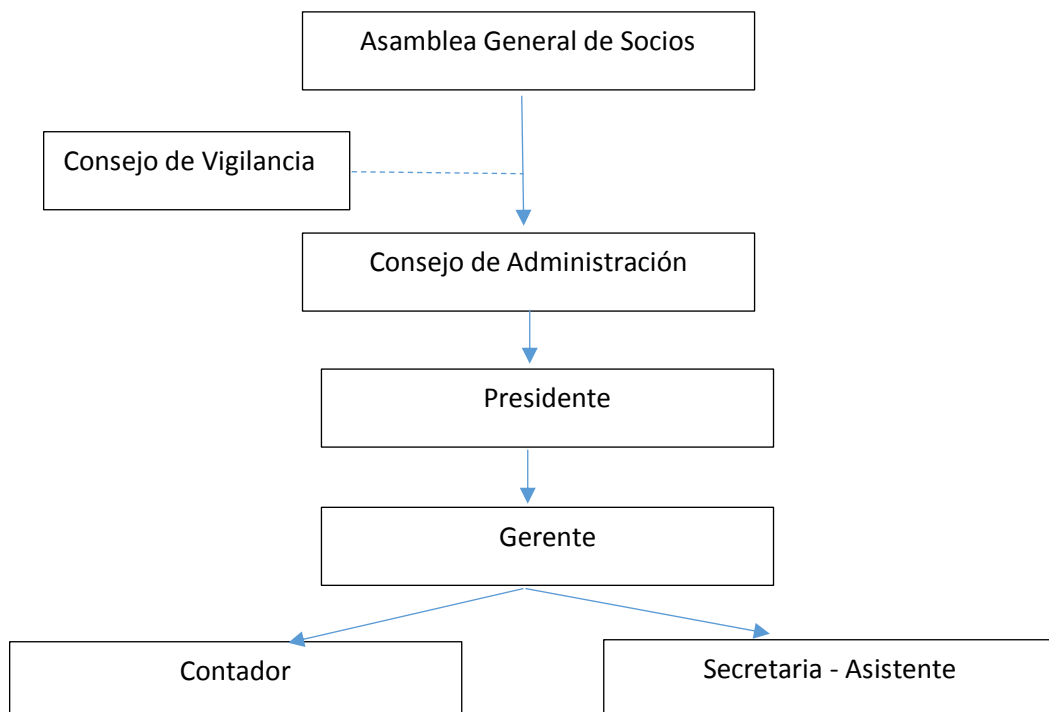 Asamblea General de Socios
Consejo de Vigilancia
Consejo de Administración
Presidente
Gerente
Contador
Secretaria - Asistente